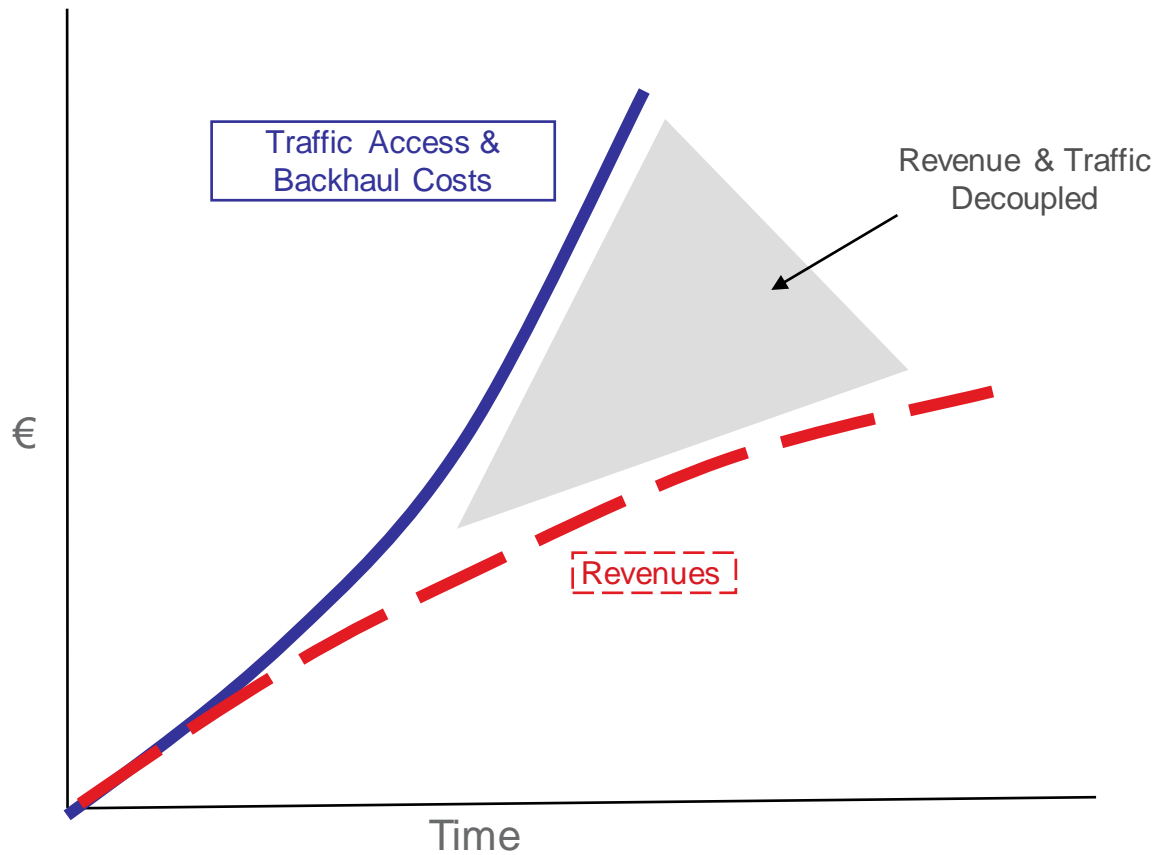 Traffic Access &
Backhaul Costs
Revenue & Traffic
Decoupled
€
Revenues
Time